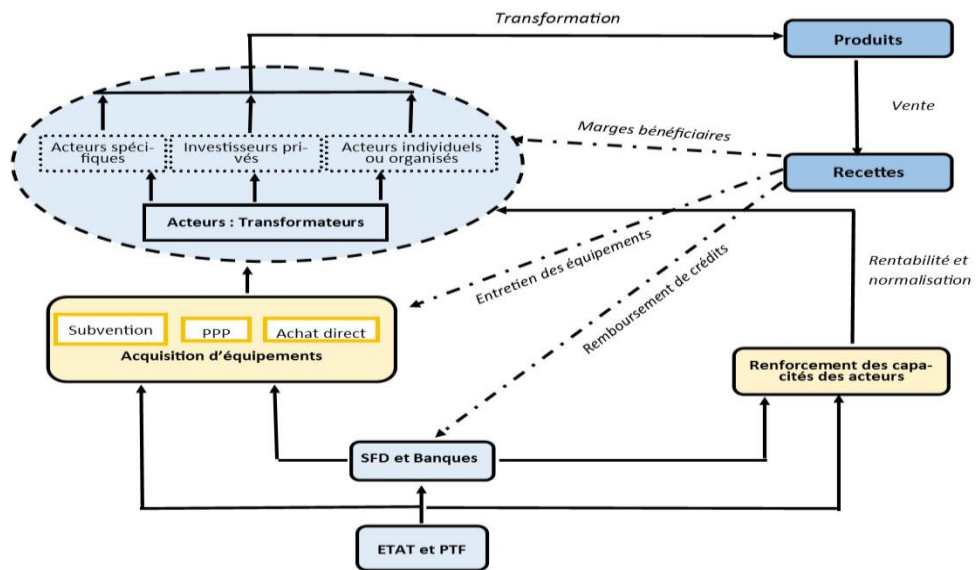 Transformation
Produits
Vente
Marges bénéficiaires
Recettes
Acteurs spéci-
fiques
Investisseurs pri-
vés
Acteurs individuels
ou organisés
Acteurs : Transformateurs
Entretien des équipements
Remboursement de crédits
Rentabilité et
normalisation
Subvention
PPP
Achat direct
Acquisition d'équipements
Renforcement des capa-
cités des acteurs
SFD et Banques
ETAT et PTF